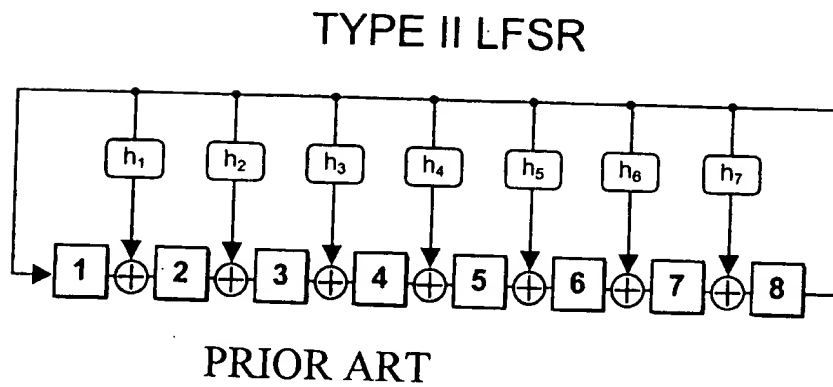 TYPE II LFSR
h₁ h₂ h₃ h₄ h₅ h₆ h₇
1 2 3 4 5 6 7 8
PRIOR ART